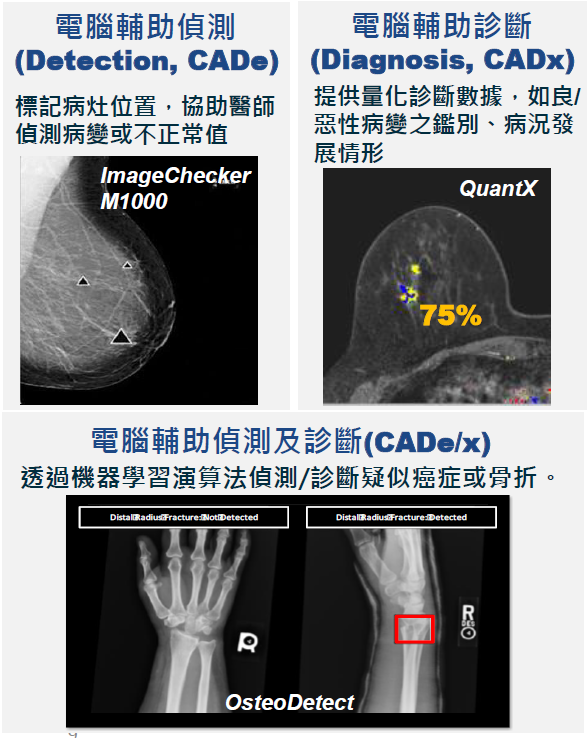 電腦輔助偵測
(Detection, CADe)
標記病灶位置，協助醫師
偵測病變或不正常值
ImageChecker
M1000
電腦輔助診斷
(Diagnosis, CADx)
提供量化診斷數據，如良/
惡性病變之鑑別、病況發
展情形
QuantX
75%
電腦輔助偵測及診斷(CADe/x)
透過機器學習演算法偵測/診斷疑似癌症或骨折。
Distal Radius Fracture: Not Detected
Distal Radius Fracture: Detected
R
R
DES
OsteoDetect